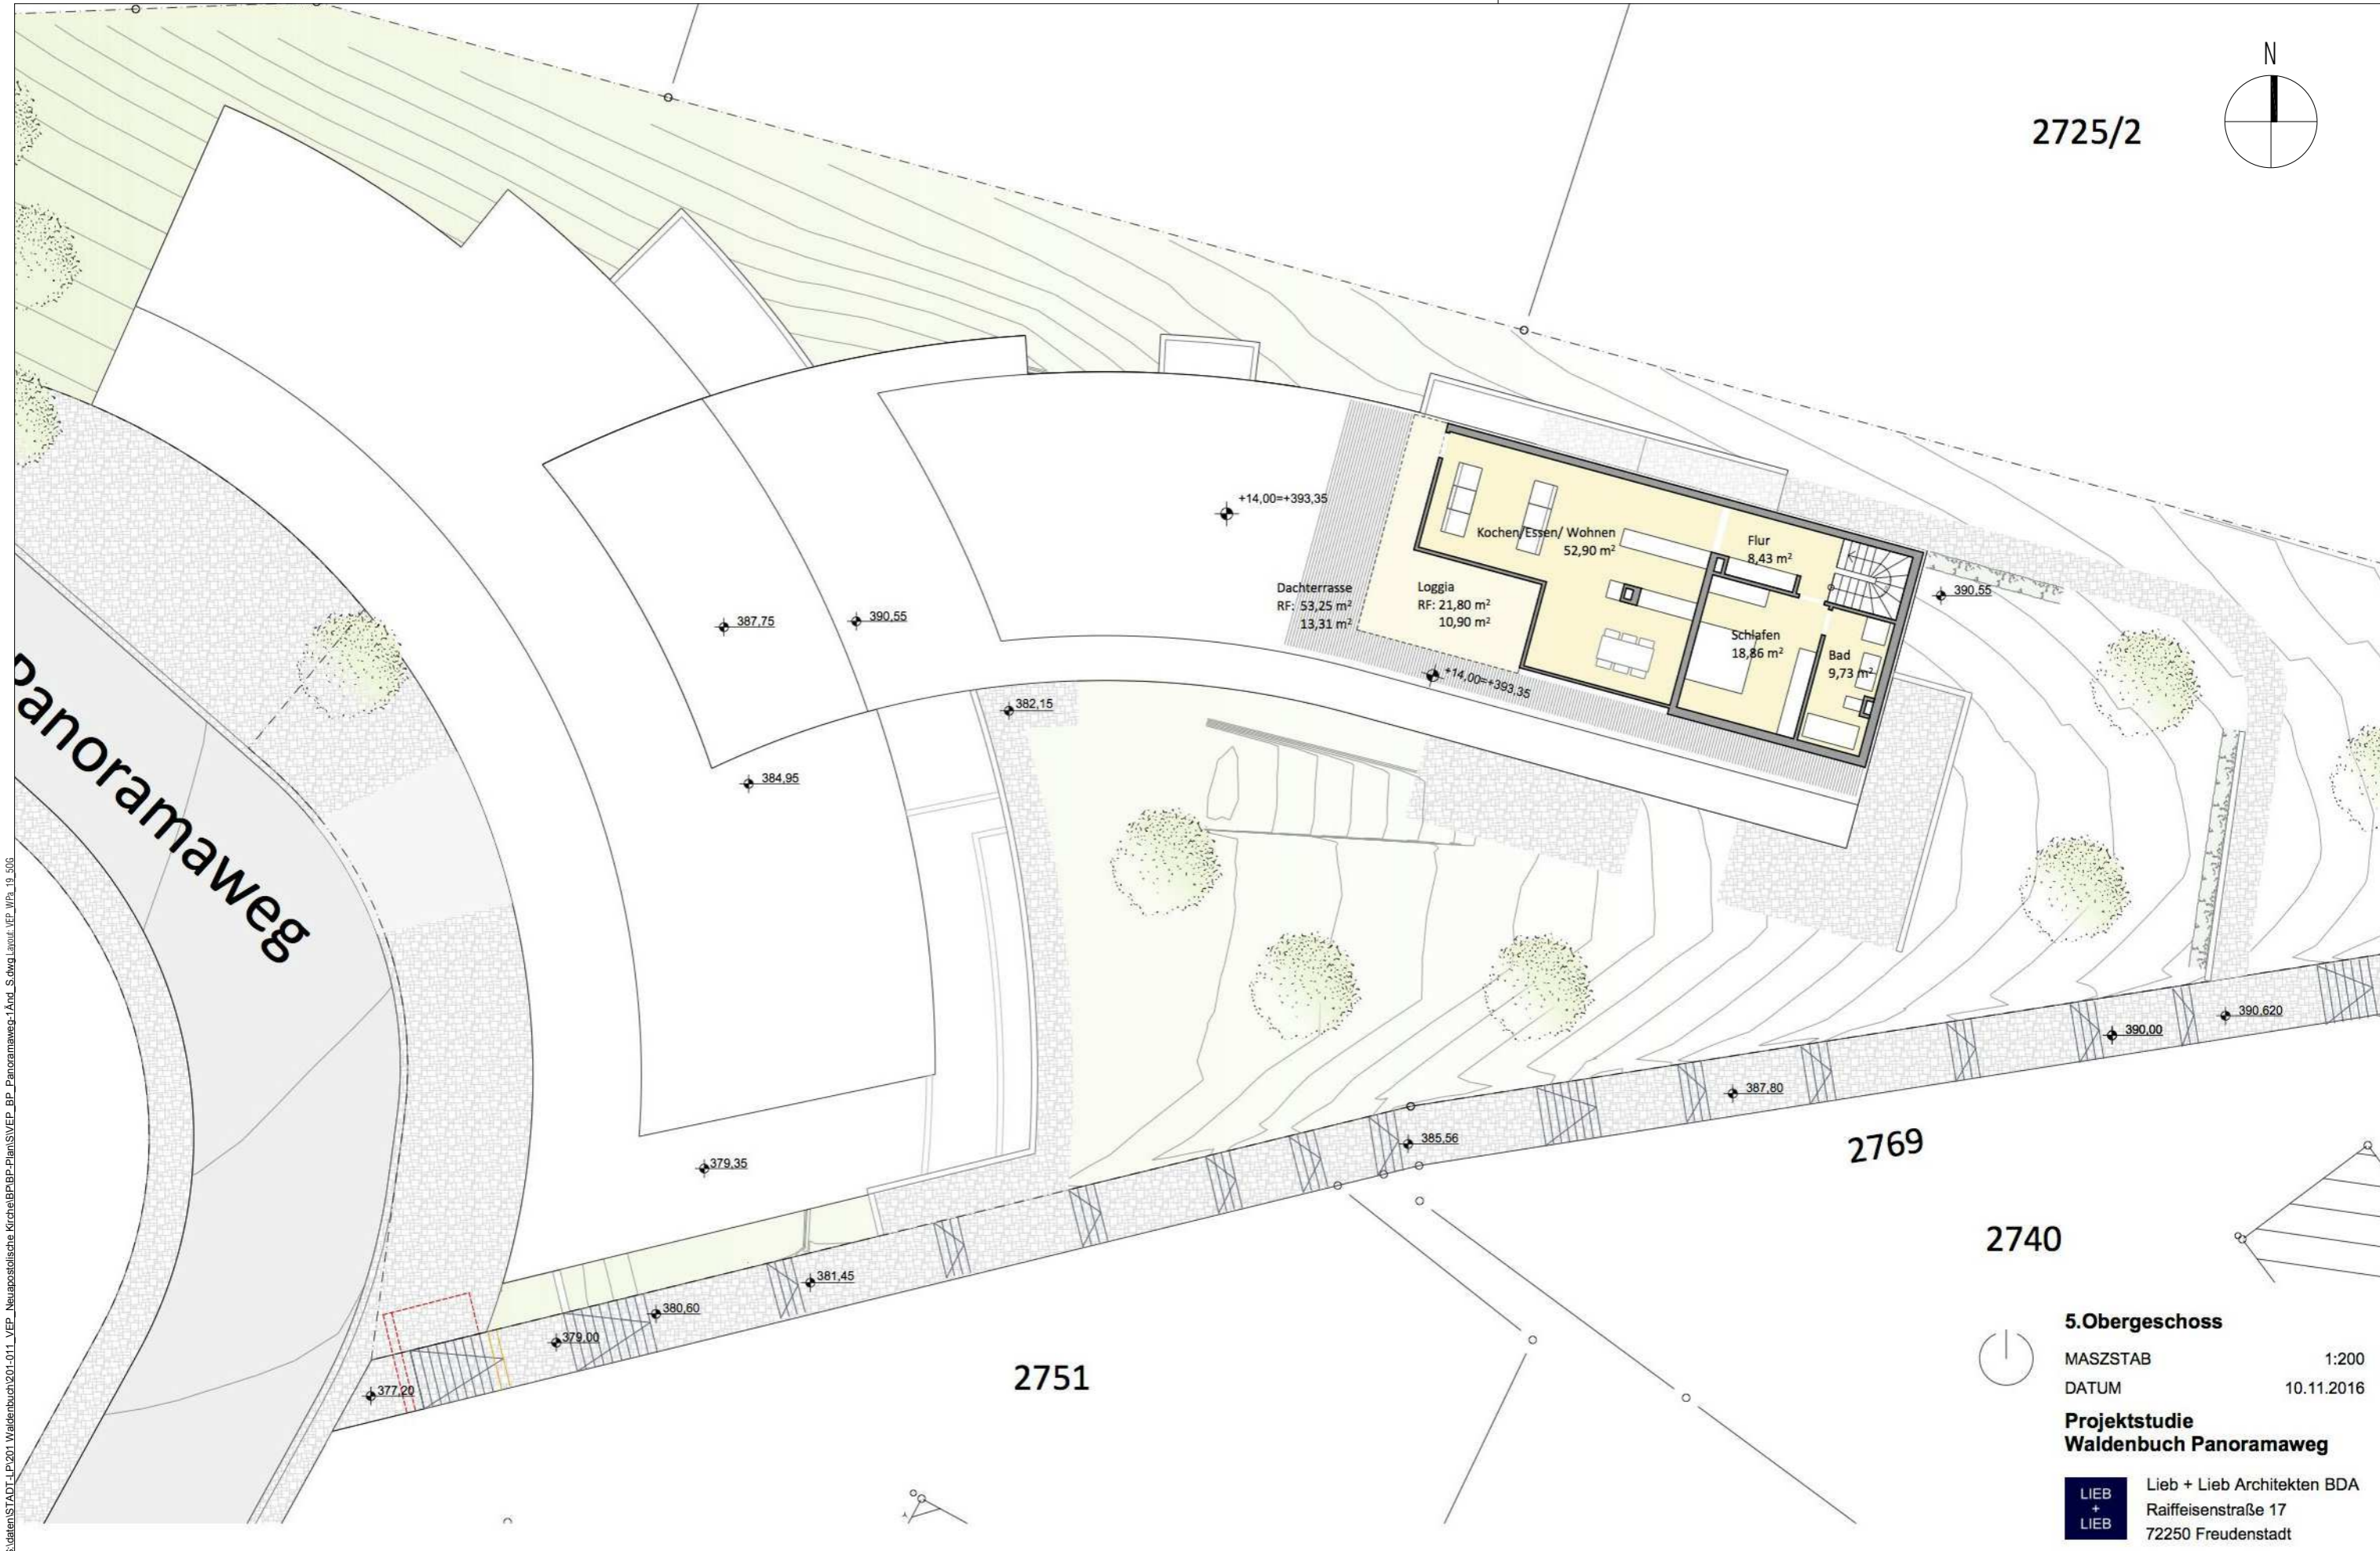 N
2725/2
+14,00=+393,35
Kochen/Essen/ Wohnen
52,90 m²
Flur
8,43 m²
Dachterrasse
RF: 53,25 m²
13,31 m²
Loggia
RF: 21,80 m²
10,90 m²
390,55
387,75
390,55
Schlafen
18,86 m²
Bad
9,73 m²
+14,00=+393,35
382,15
Panoramaweg
384,95
390,620
390,00
387,80
385,56
2769
379,35
2740
381,45
380,60
379,00
377,20
2751
5.Obergeschoss
MASZSTAB 1:200
DATUM 10.11.2016
Projektstudie
Waldenbuch Panoramaweg
LIEB
+
LIEB
Lieb + Lieb Architekten BDA
Raiffeisenstraße 17
72250 Freudenstadt